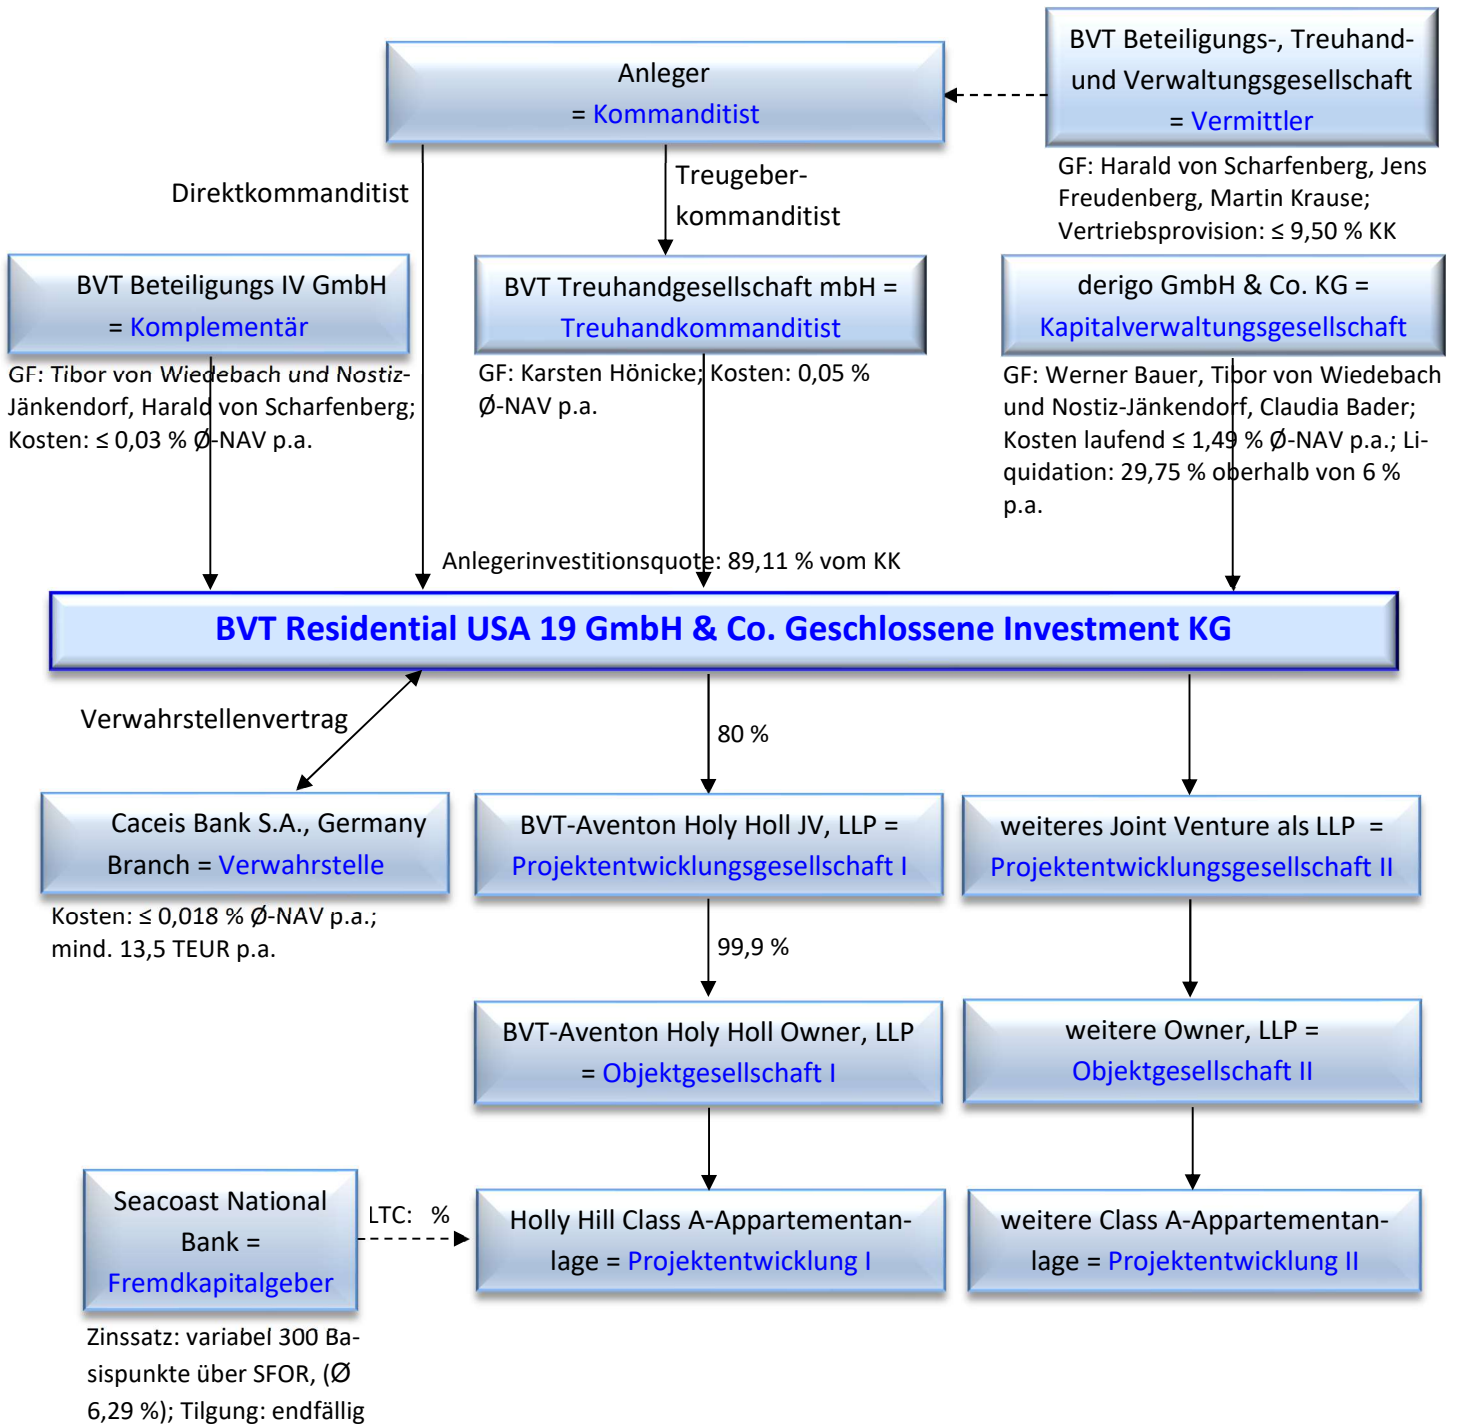 Anleger
= Kommanditist
BVT Beteiligungs-, Treuhand-
und Verwaltungsgesellschaft
= Vermittler
GF: Harald von Scharfenberg, Jens
Freudenberg, Martin Krause;
Vertriebsprovision: ≤ 9,50 % KK
Direktkommanditist
Treugeber-
kommanditist
BVT Beteiligungs IV GmbH
= Komplementär
GF: Tibor von Wiedebach und Nostiz-
Jänkendorf, Harald von Scharfenberg;
Kosten: ≤ 0,03 % Ø-NAV p.a.
BVT Treuhandgesellschaft mbH =
Treuhandkommanditist
GF: Karsten Hönicke; Kosten: 0,05 %
Ø-NAV p.a.
derigo GmbH & Co. KG =
Kapitalverwaltungsgesellschaft
GF: Werner Bauer, Tibor von Wiedebach
und Nostiz-Jänkendorf, Claudia Bader;
Kosten laufend ≤ 1,49 % Ø-NAV p.a.; Li-
quidation: 29,75 % oberhalb von 6 %
p.a.
Anlegerinvestitionsquote: 89,11 % vom KK
BVT Residential USA 19 GmbH & Co. Geschlossene Investment KG
Verwahrstellenvertrag
80 %
Caceis Bank S.A., Germany
Branch = Verwahrstelle
Kosten: ≤ 0,018 % Ø-NAV p.a.;
mind. 13,5 TEUR p.a.
BVT-Aventon Holy Holl JV, LLP =
Projektentwicklungsgesellschaft I
weiteres Joint Venture als LLP =
Projektentwicklungsgesellschaft II
99,9 %
BVT-Aventon Holy Holl Owner, LLP
= Objektgesellschaft I
weitere Owner, LLP =
Objektgesellschaft II
Seacoast National
Bank =
Fremdkapitalgeber
LTC: %
Holly Hill Class A-Appartementan-
lage = Projektentwicklung I
weitere Class A-Appartementan-
lage = Projektentwicklung II
Zinssatz: variabel 300 Ba-
sispunkte über SFOR, (Ø
6,29 %); Tilgung: endfällig